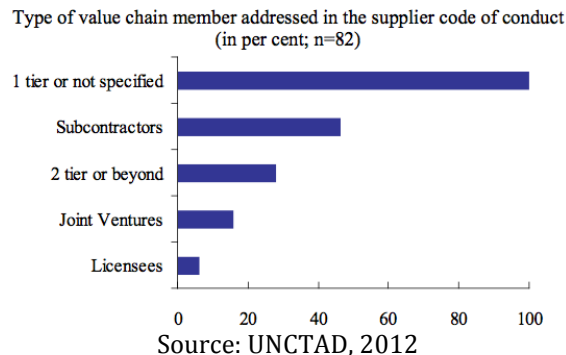 Type of value chain member addressed in the supplier code of conduct
(in per cent; n=82)
1 tier or not specified
Subcontractors
2 tier or beyond
Joint Ventures
Licensees
0 20 40 60 80 100
Source: UNCTAD, 2012